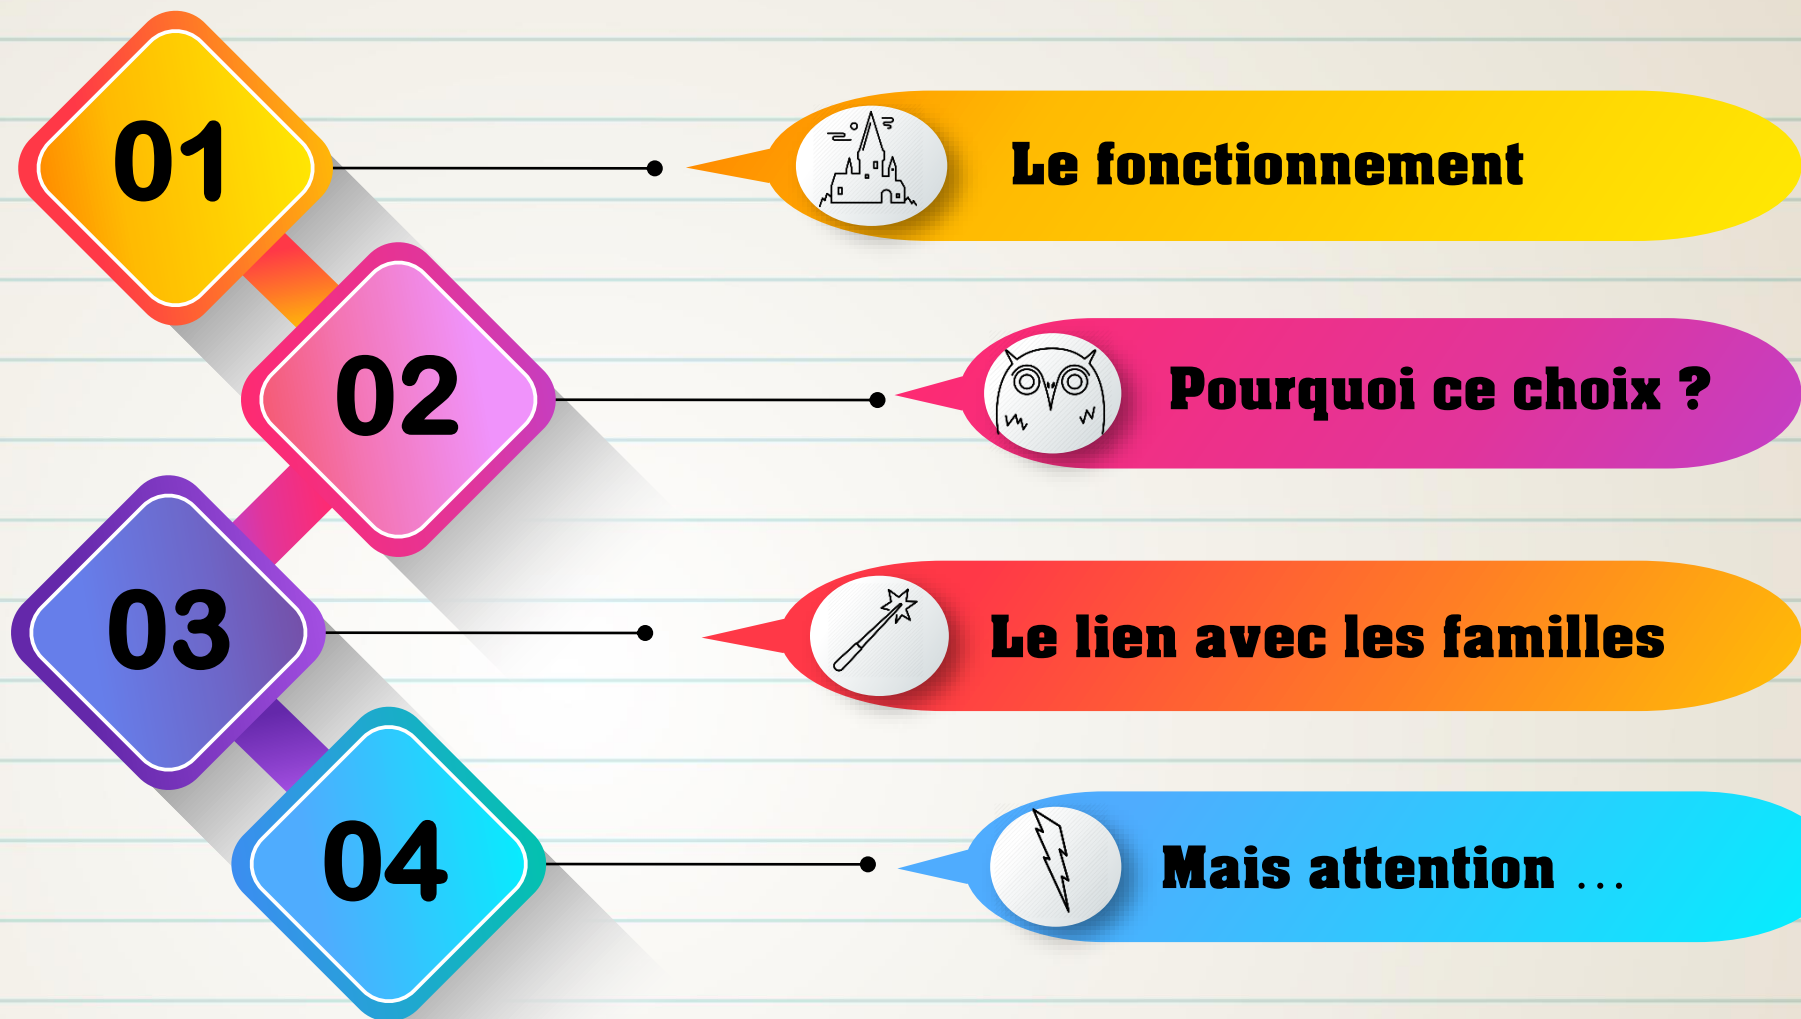 01
Le fonctionnement
02
Pourquoi ce choix ?
03
Le lien avec les familles
04
Mais attention ...